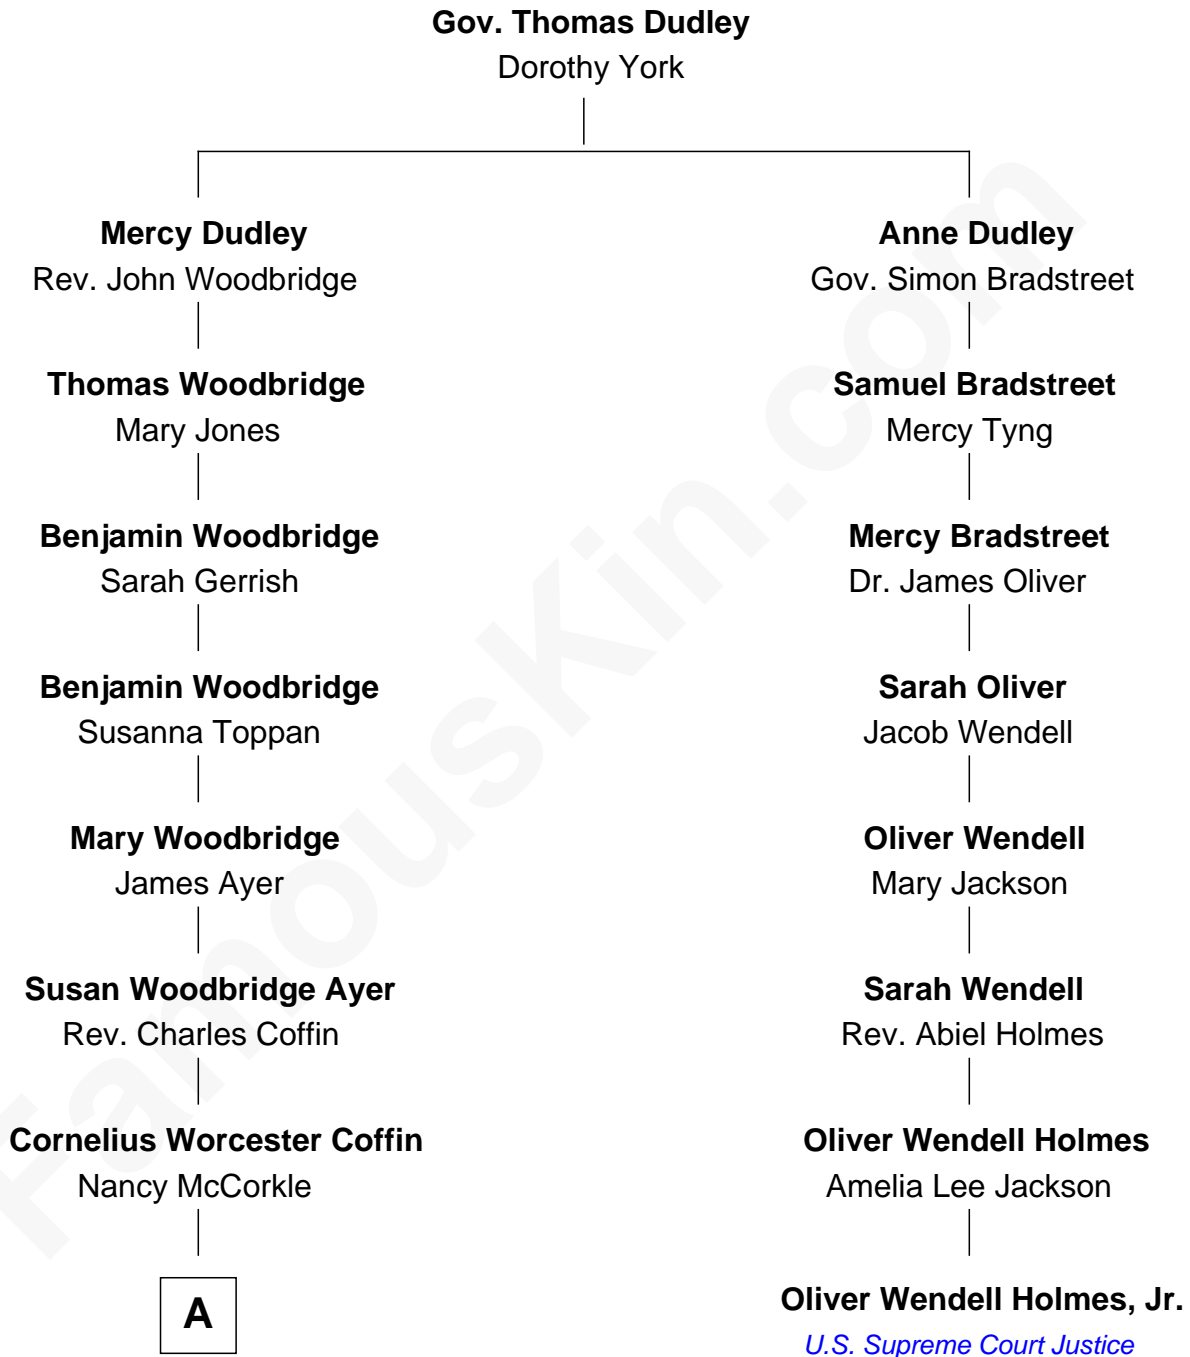 Gov. Thomas Dudley
Dorothy York
Mercy Dudley
Rev. John Woodbridge
Thomas Woodbridge
Mary Jones
Benjamin Woodbridge
Sarah Gerrish
Benjamin Woodbridge
Susanna Toppan
Mary Woodbridge
James Ayer
Susan Woodbridge Ayer
Rev. Charles Coffin
Cornelius Worcester Coffin
Nancy McCorkle
A
Anne Dudley
Gov. Simon Bradstreet
Samuel Bradstreet
Mercy Tyng
Mercy Bradstreet
Dr. James Oliver
Sarah Oliver
Jacob Wendell
Oliver Wendell
Mary Jackson
Sarah Wendell
Rev. Abiel Holmes
Oliver Wendell Holmes
Amelia Lee Jackson
Oliver Wendell Holmes, Jr.
U.S. Supreme Court Justice
FamousKin.com